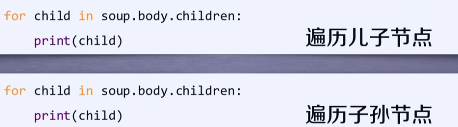 for child in soup.body.children:
    print(child)
遍历儿子节点
for child in soup.body.children:
    print(child)
遍历子孙节点